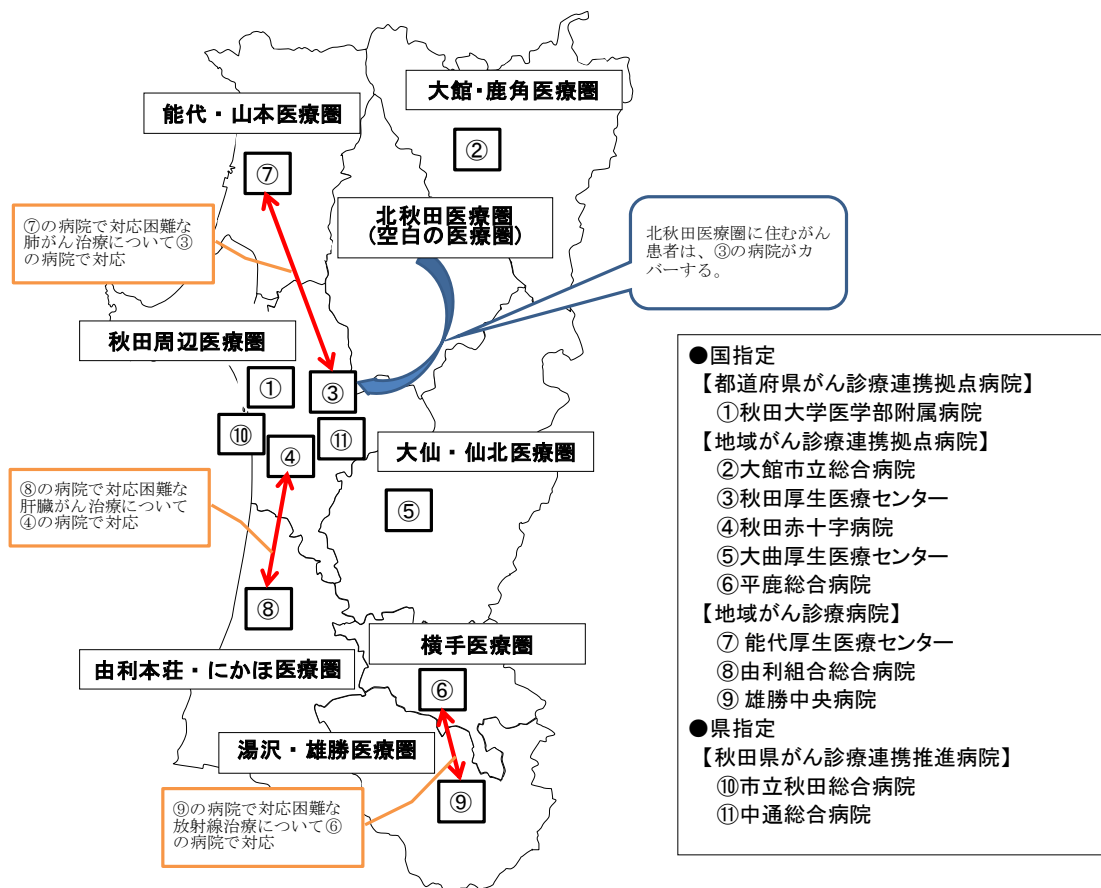 大館・鹿角医療圏
能代・山本医療圏
②
⑦
北秋田医療圏
(空白の医療圏)
⑦の病院で対応困難な
肺がん治療について③
の病院で対応
北秋田医療圏に住むがん
患者は、③の病院がカ
バーする。
秋田周辺医療圏
①
③
⑩
⑪
④
大仙・仙北医療圏
⑤
⑧の病院で対応困難な
肝臓がん治療について
④の病院で対応
⑧
横手医療圏
由利本荘・にかほ医療圏
⑥
湯沢・雄勝医療圏
⑨
⑨の病院で対応困難な
放射線治療について⑥
の病院で対応
●国指定
【都道府県がん診療連携拠点病院】
①秋田大学医学部附属病院
【地域がん診療連携拠点病院】
②大館市立総合病院
③秋田厚生医療センター
④秋田赤十字病院
⑤大曲厚生医療センター
⑥平鹿総合病院
【地域がん診療病院】
⑦ 能代厚生医療センター
⑧由利組合総合病院
⑨ 雄勝中央病院
●県指定
【秋田県がん診療連携推進病院】
⑩市立秋田総合病院
⑪中通総合病院